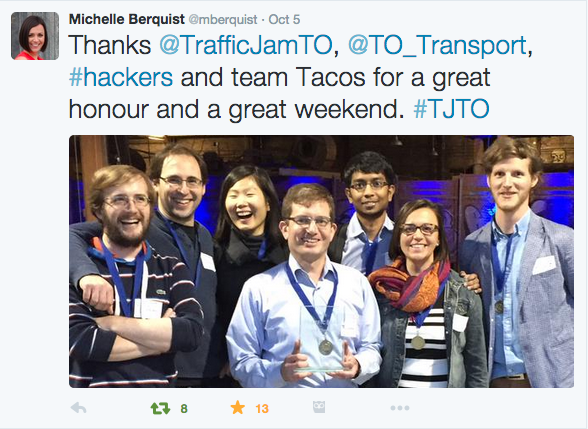 Michelle Berquist @mberquist · Oct 5
Thanks @TrafficJamTO, @TO_Transport,
#hackers and team Tacos for a great
honour and a great weekend. #TJTO
8 13